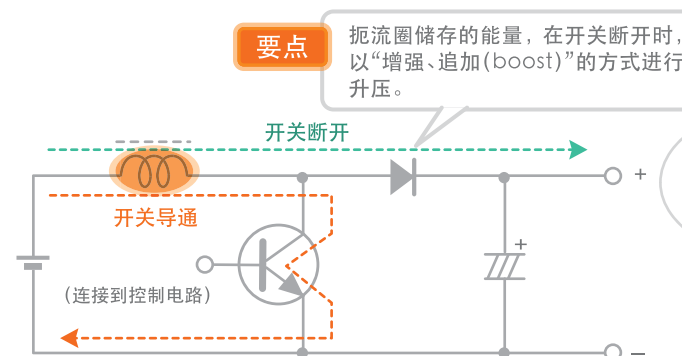 要点
扼流圈储存的能量，在开关断开时，
以“增强、追加(boost)”的方式进行
升压。
开关断开
+
开关导通
+
(连接到控制电路)
−